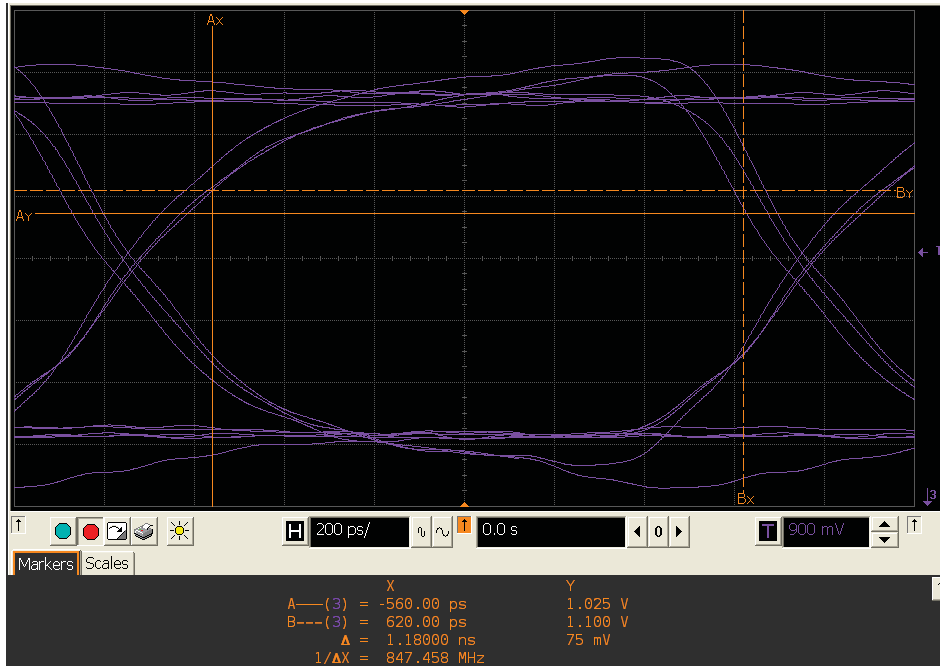 Ax
Ay
By
T
Bx
3
H 200 ps/ 0.0 s 0 T 900 mV
Markers Scales
X Y
A───(3) = -560.00 ps 1.025 V
B---(3) = 620.00 ps 1.100 V
Δ = 1.18000 ns 75 mV
1/ΔX = 847.458 MHz